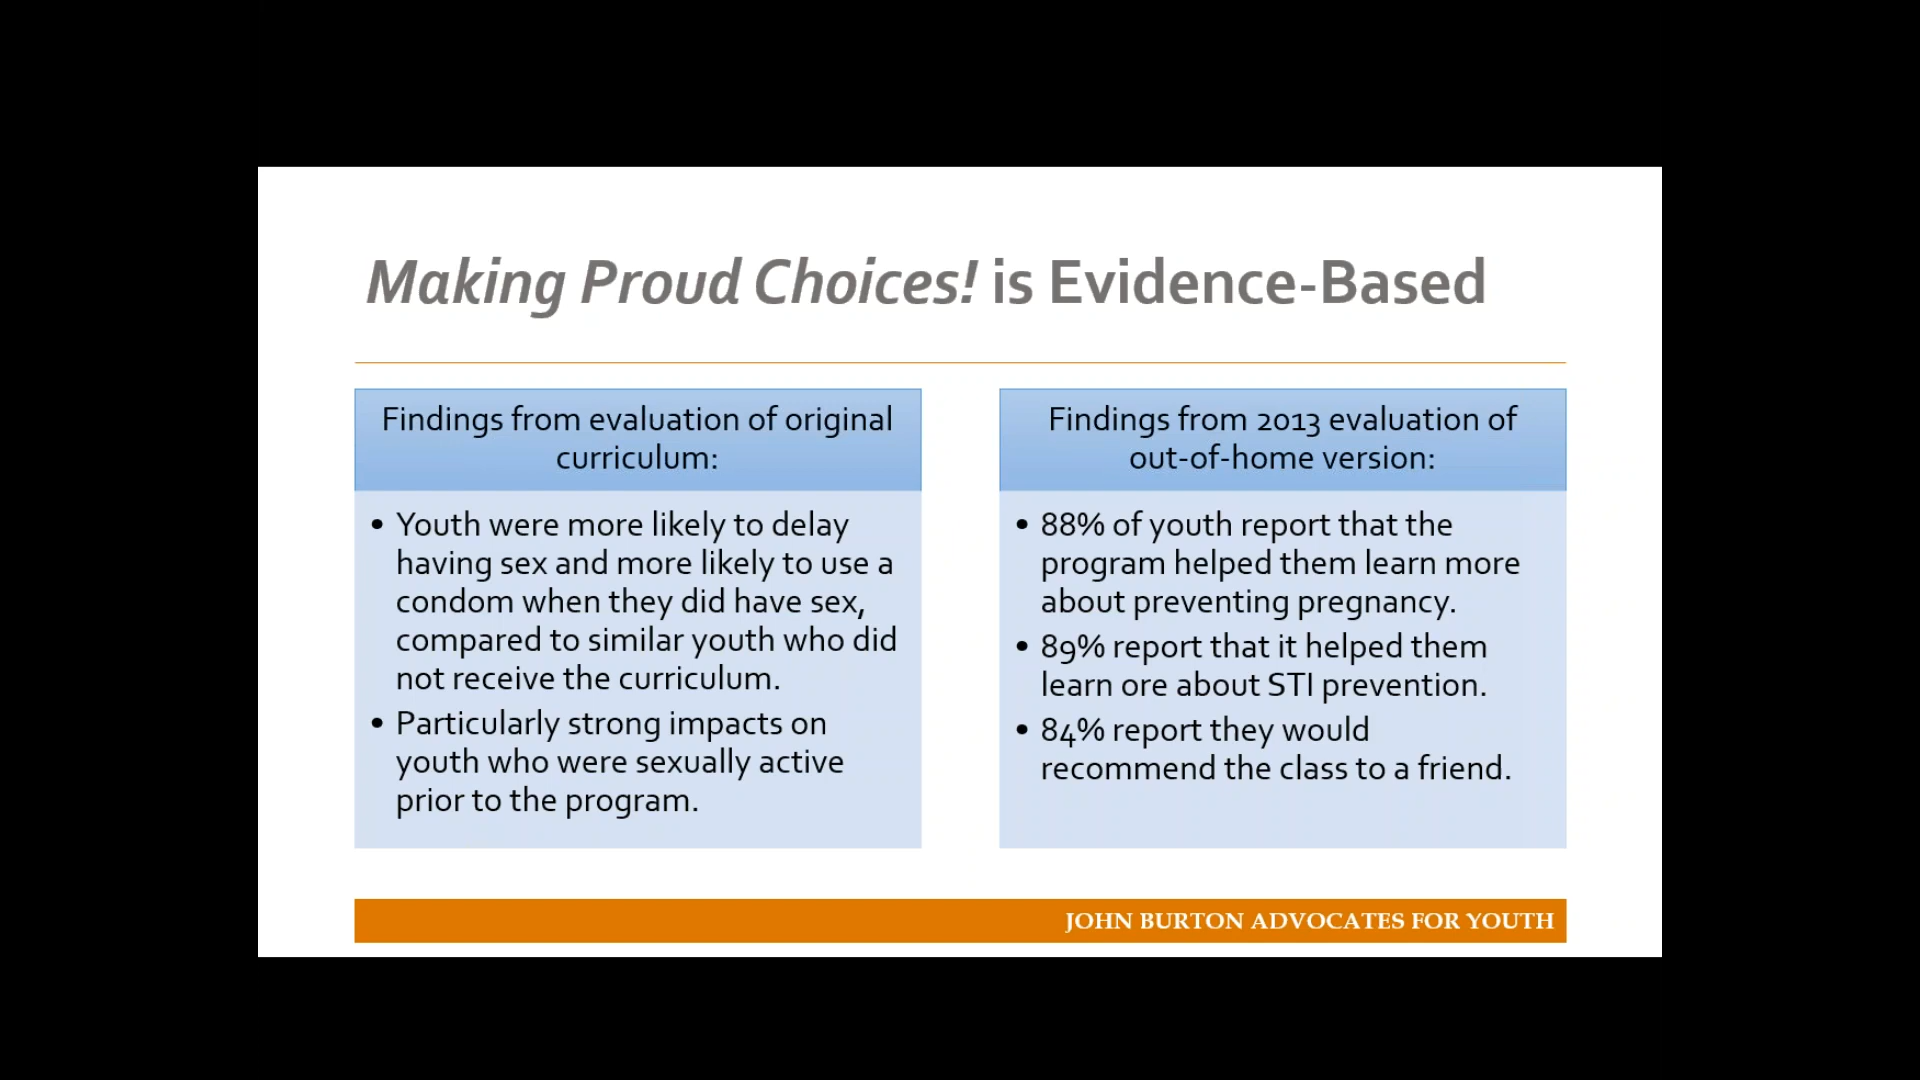 Making Proud Choices! is Evidence-Based
Findings from evaluation of original
curriculum:
• Youth were more likely to delay
having sex and more likely to use a
condom when they did have sex,
compared to similar youth who did
not receive the curriculum.
• Particularly strong impacts on
youth who were sexually active
prior to the program.
Findings from 2013 evaluation of
out-of-home version:
• 88% of youth report that the
program helped them learn more
about preventing pregnancy.
• 89% report that it helped them
learn ore about STI prevention.
• 84% report they would
recommend the class to a friend.
JOHN BURTON ADVOCATES FOR YOUTH